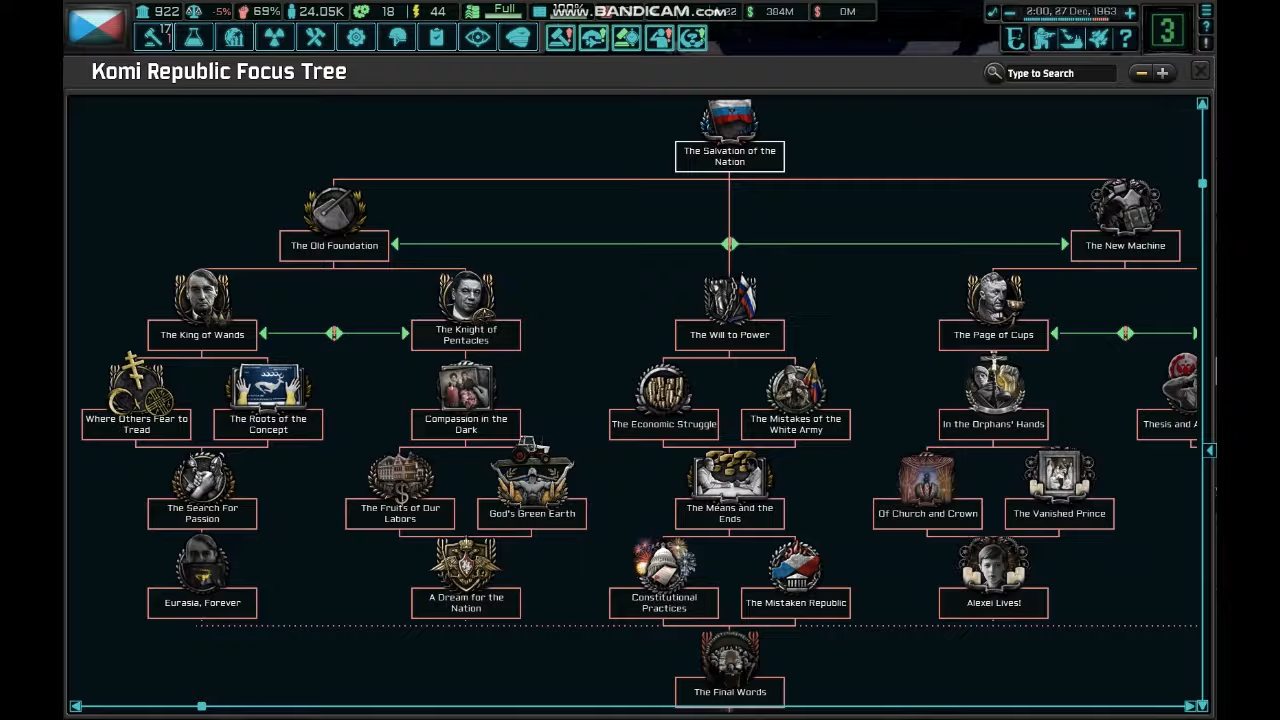 922 -5% 69% 24.05K 18 44 Full 100% 22 384M 0M 2:00, 27 Dec, 1963 3
www.BANDICAM.com
17
Komi Republic Focus Tree
Type to Search
The Salvation of the
Nation
The Old Foundation
The New Machine
The King of Wands
The Knight of
Pentacles
The Will to Power
The Page of Cups
Where Others Fear to
Tread
The Roots of the
Concept
Compassion in the
Dark
The Economic Struggle
The Mistakes of the
White Army
In the Orphans' Hands
Thesis and A
The Search For
Passion
The Fruits of Our
Labors
God's Green Earth
The Means and the
Ends
Of Church and Crown
The Vanished Prince
Eurasia, Forever
A Dream for the
Nation
Constitutional
Practices
The Mistaken Republic
Alexei Lives!
The Final Words